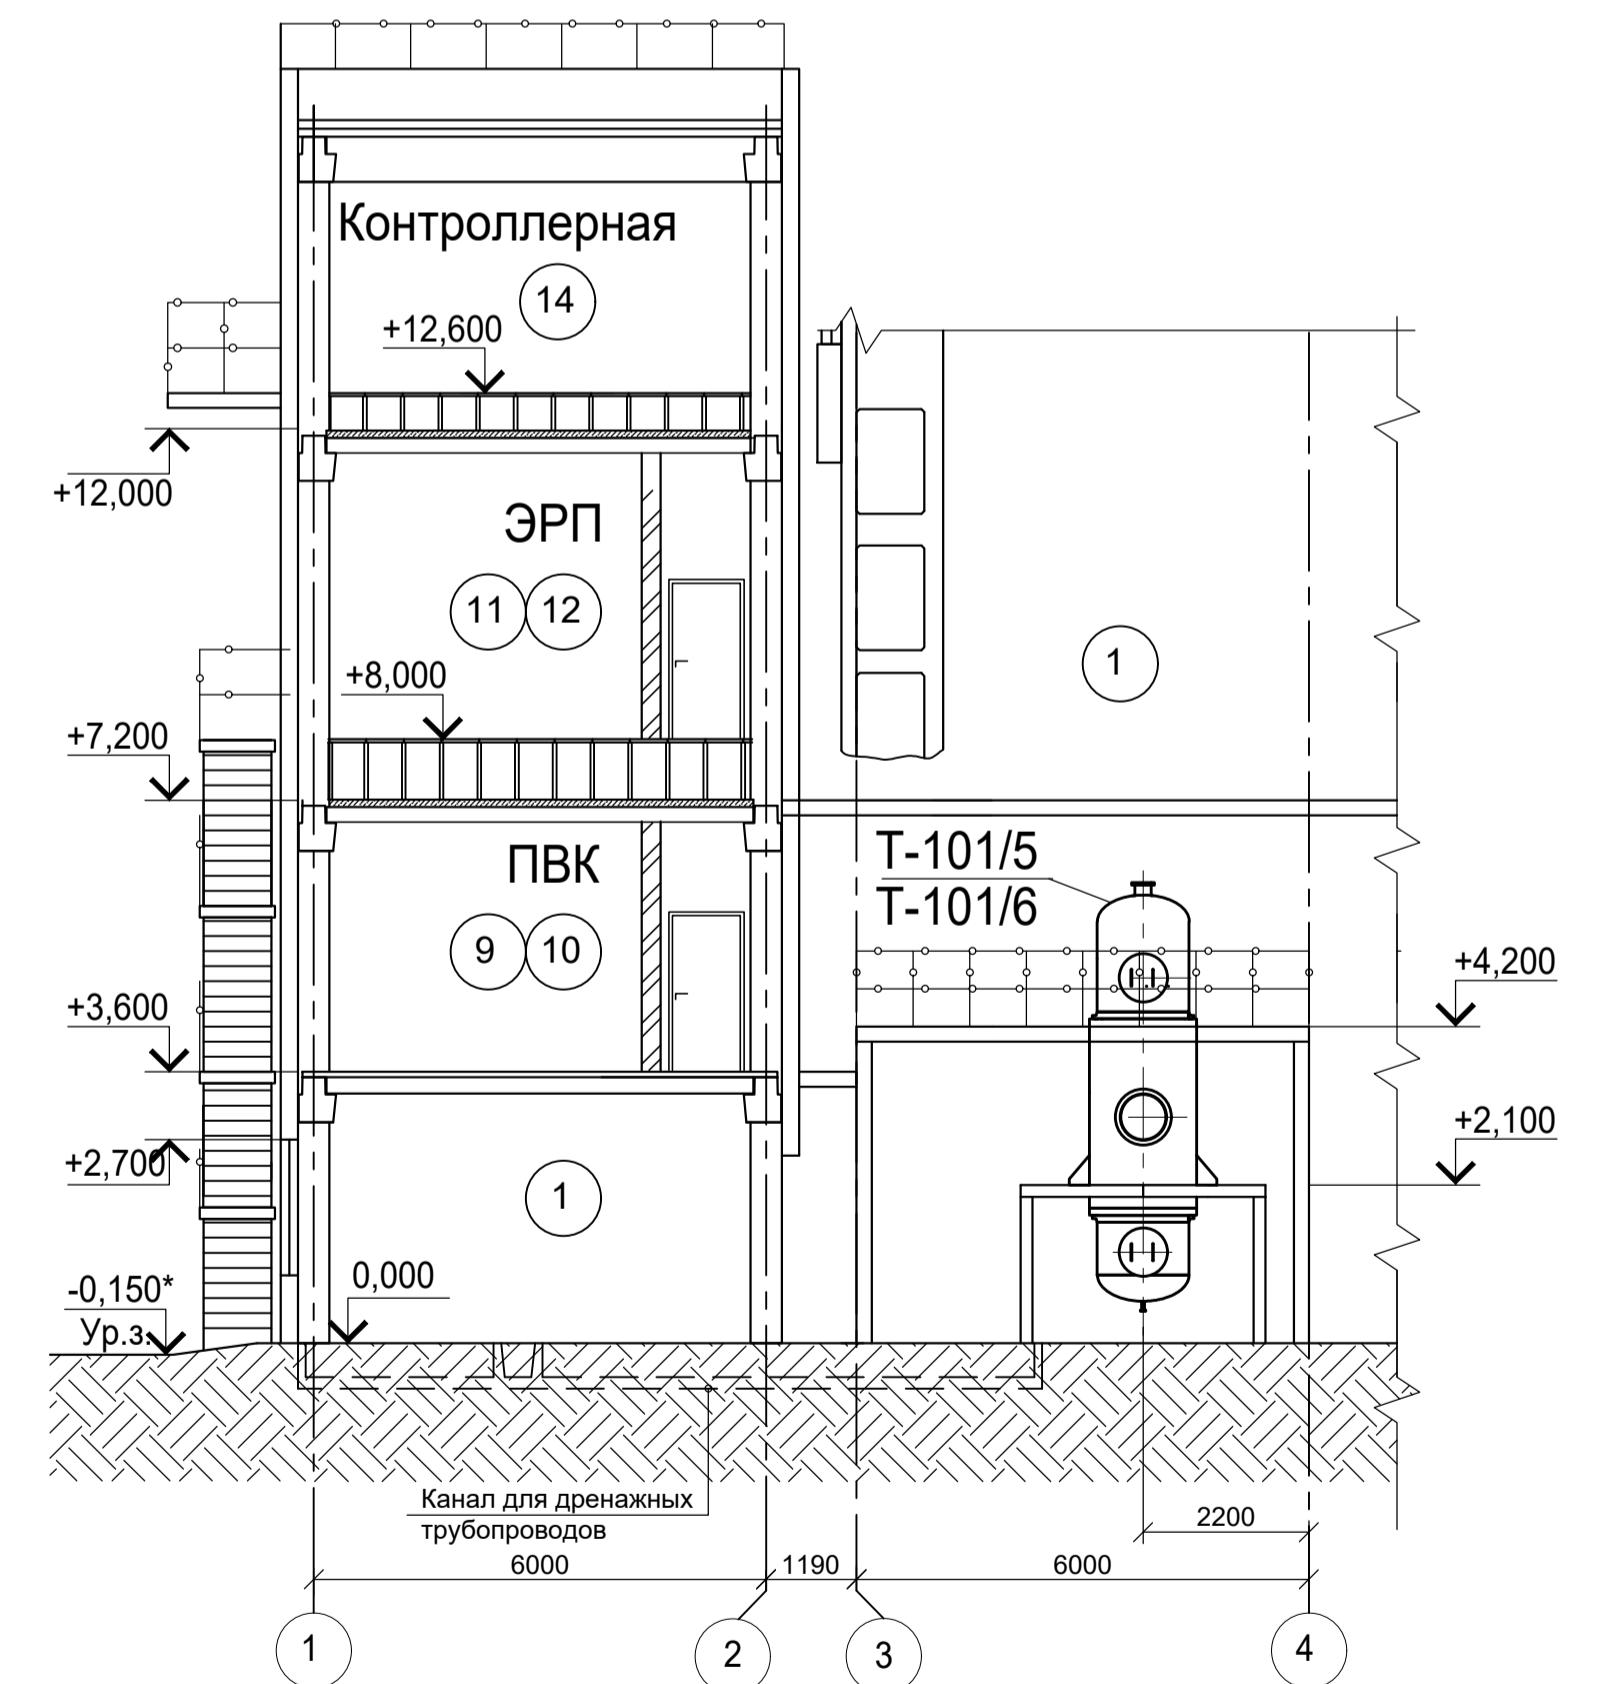 Контроллерная
14
+12,600
+12,000
ЭРП
11 12
1
+8,000
+7,200
ПВК
Т-101/5
Т-101/6
9 10
+4,200
+3,600
+2,100
+2,700
1
0,000
-0,150*
Ур.з.
Канал для дренажных
трубопроводов
2200
6000 1190 6000
1 2 3 4